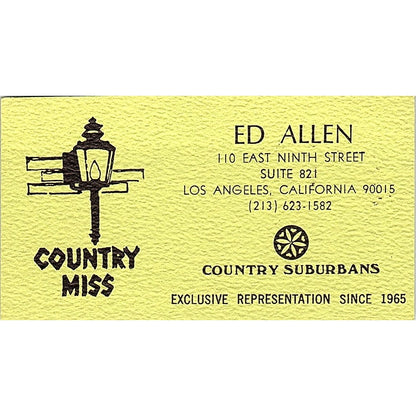 COUNTRY
MISS
ED ALLEN
110 EAST NINTH STREET
SUITE 821
LOS ANGELES, CALIFORNIA 90015
(213) 623-1582
COUNTRY SUBURBANS
EXCLUSIVE REPRESENTATION SINCE 1965